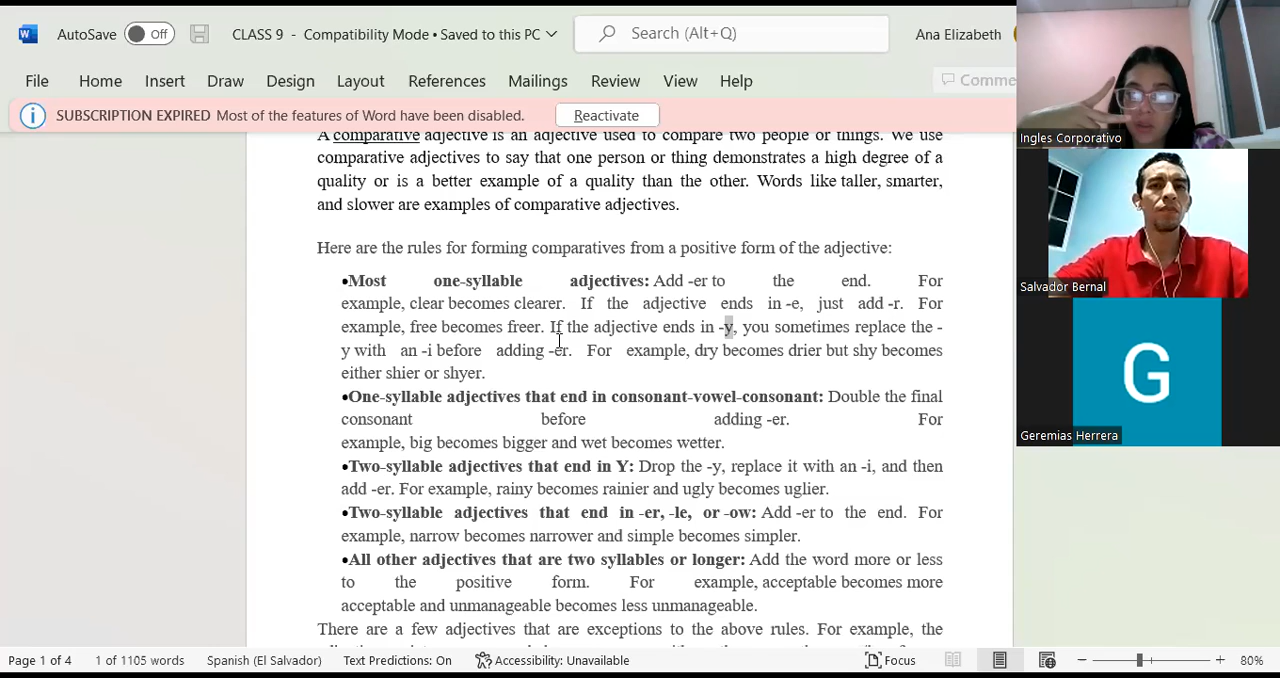 AutoSave Off CLASS 9 - Compatibility Mode • Saved to this PC Search (Alt+Q) Ana Elizabeth
File Home Insert Draw Design Layout References Mailings Review View Help
SUBSCRIPTION EXPIRED Most of the features of Word have been disabled. Reactivate
A comparative adjective is an adjective used to compare two people or things. We use
comparative adjectives to say that one person or thing demonstrates a high degree of a
quality or is a better example of a quality than the other. Words like taller, smarter,
and slower are examples of comparative adjectives.
Here are the rules for forming comparatives from a positive form of the adjective:
•Most one-syllable adjectives: Add -er to the end. For
example, clear becomes clearer. If the adjective ends in -e, just add -r. For
example, free becomes freer. If the adjective ends in -y, you sometimes replace the -
y with an -i before adding -er. For example, dry becomes drier but shy becomes
either shier or shyer.
•One-syllable adjectives that end in consonant-vowel-consonant: Double the final
consonant before adding -er. For
example, big becomes bigger and wet becomes wetter.
•Two-syllable adjectives that end in Y: Drop the -y, replace it with an -i, and then
add -er. For example, rainy becomes rainier and ugly becomes uglier.
•Two-syllable adjectives that end in -er, -le, or -ow: Add -er to the end. For
example, narrow becomes narrower and simple becomes simpler.
•All other adjectives that are two syllables or longer: Add the word more or less
to the positive form. For example, acceptable becomes more
acceptable and unmanageable becomes less unmanageable.
There are a few adjectives that are exceptions to the above rules. For example, the
Page 1 of 4 1 of 1105 words Spanish (El Salvador) Text Predictions: On Accessibility: Unavailable Focus 80%
Ingles Corporativo
Salvador Bernal
G
Geremias Herrera